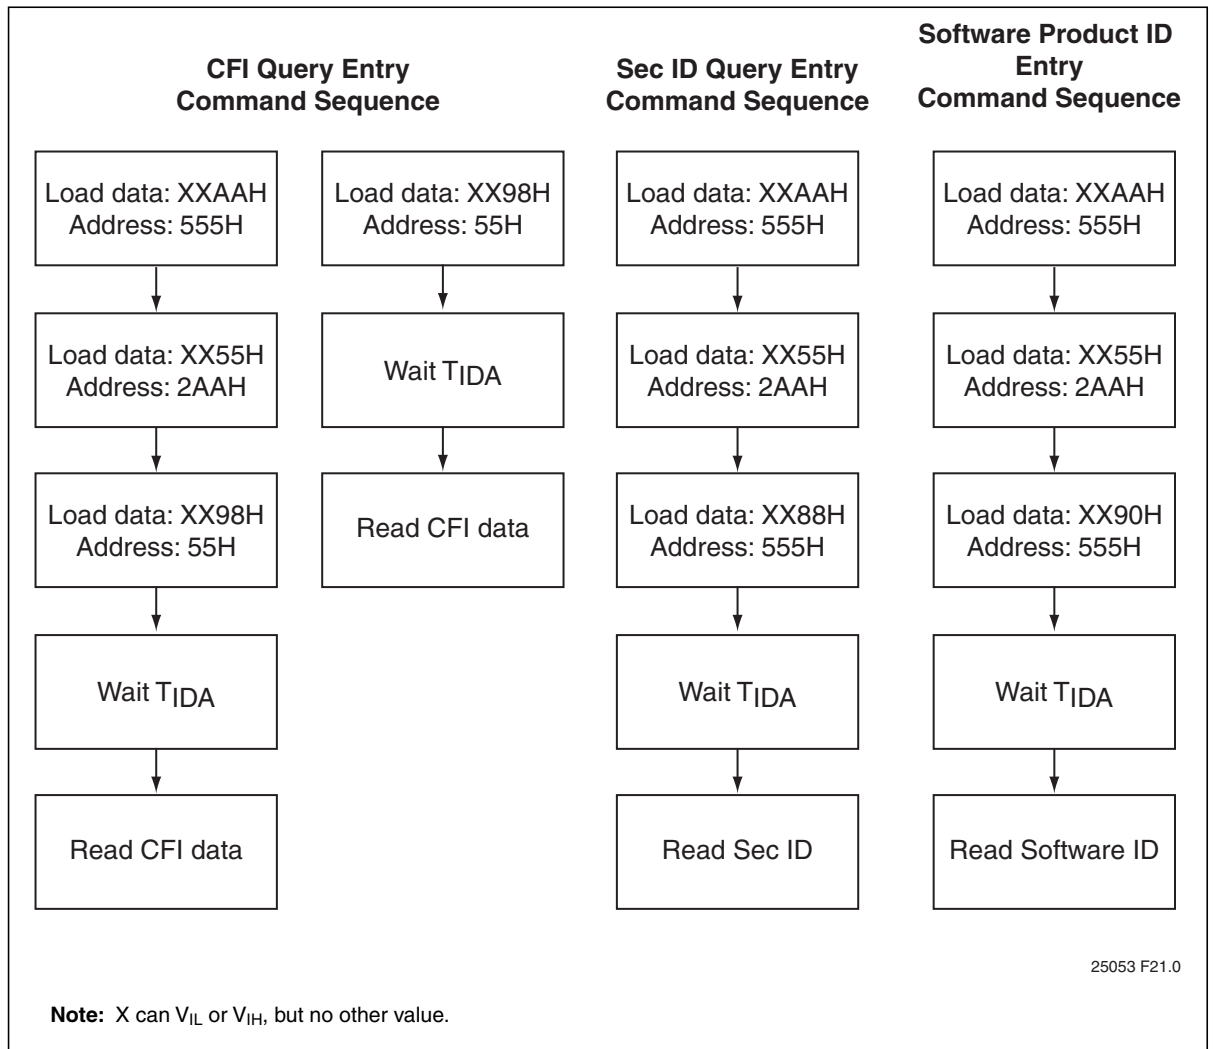 CFI Query Entry
Command Sequence
Load data: XXAAH
Address: 555H
Load data: XX55H
Address: 2AAH
Load data: XX98H
Address: 55H
Wait TIDA
Read CFI data
Load data: XX98H
Address: 55H
Wait TIDA
Read CFI data
Sec ID Query Entry
Command Sequence
Load data: XXAAH
Address: 555H
Load data: XX55H
Address: 2AAH
Load data: XX88H
Address: 555H
Wait TIDA
Read Sec ID
Software Product ID
Entry
Command Sequence
Load data: XXAAH
Address: 555H
Load data: XX55H
Address: 2AAH
Load data: XX90H
Address: 555H
Wait TIDA
Read Software ID
25053 F21.0
Note: X can VIL or VIH, but no other value.